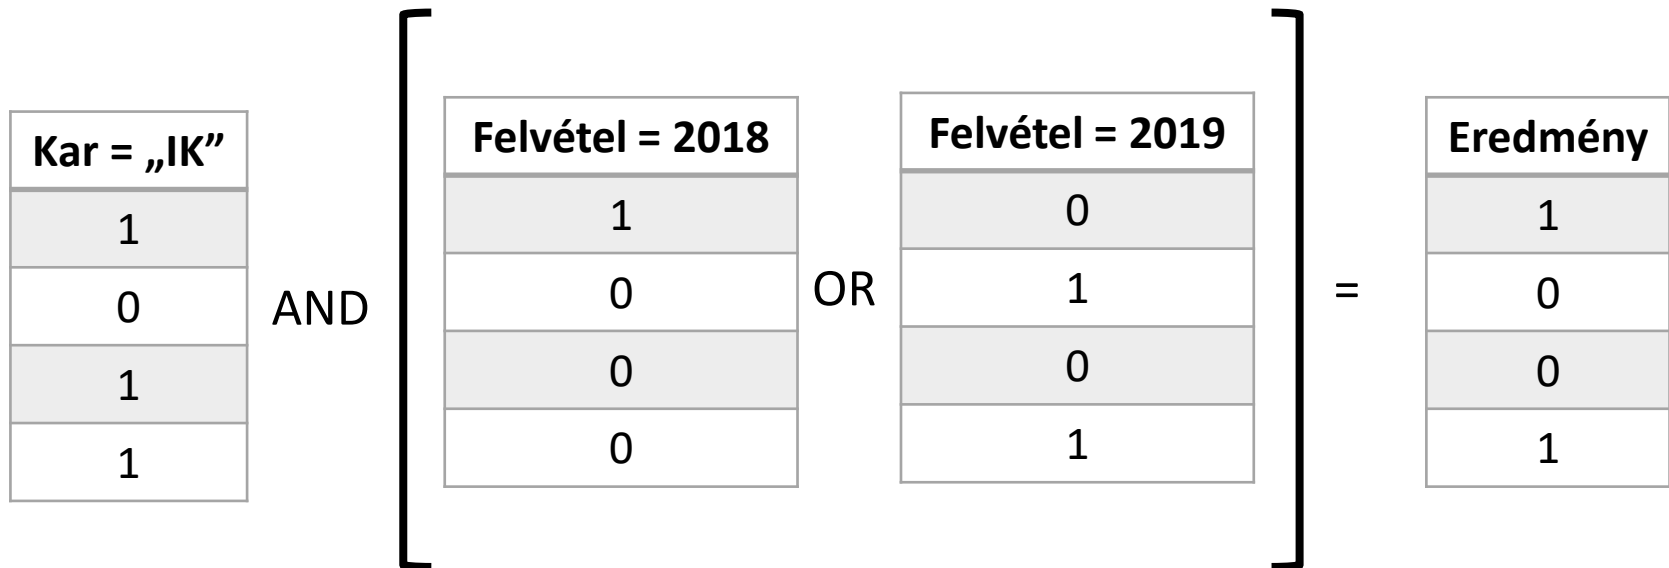 Kar = „IK”
1
0
1
1
AND
Felvétel = 2018
1
0
0
0
OR
Felvétel = 2019
0
1
0
1
=
Eredmény
1
0
0
1